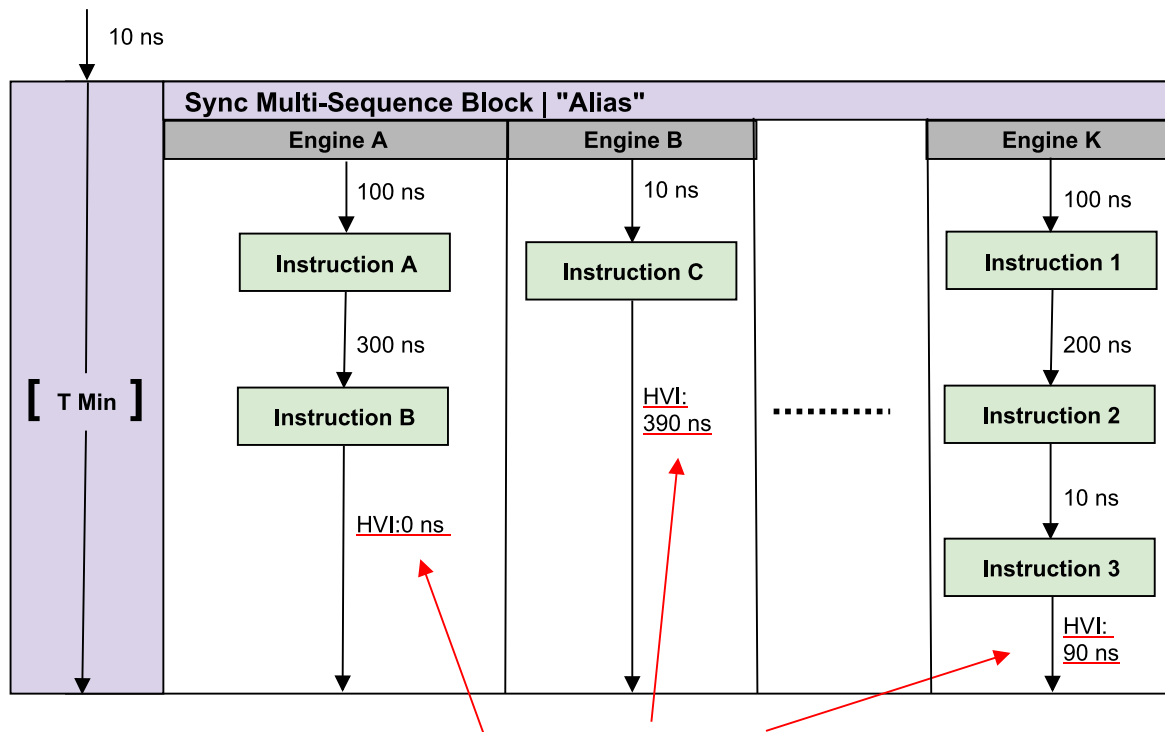 10 ns
Sync Multi-Sequence Block | "Alias"
Engine A
Engine B
Engine K
100 ns
10 ns
100 ns
Instruction A
Instruction C
Instruction 1
300 ns
200 ns
[ T Min ]
Instruction B
HVI:
390 ns
Instruction 2
10 ns
HVI:0 ns
Instruction 3
HVI:
90 ns